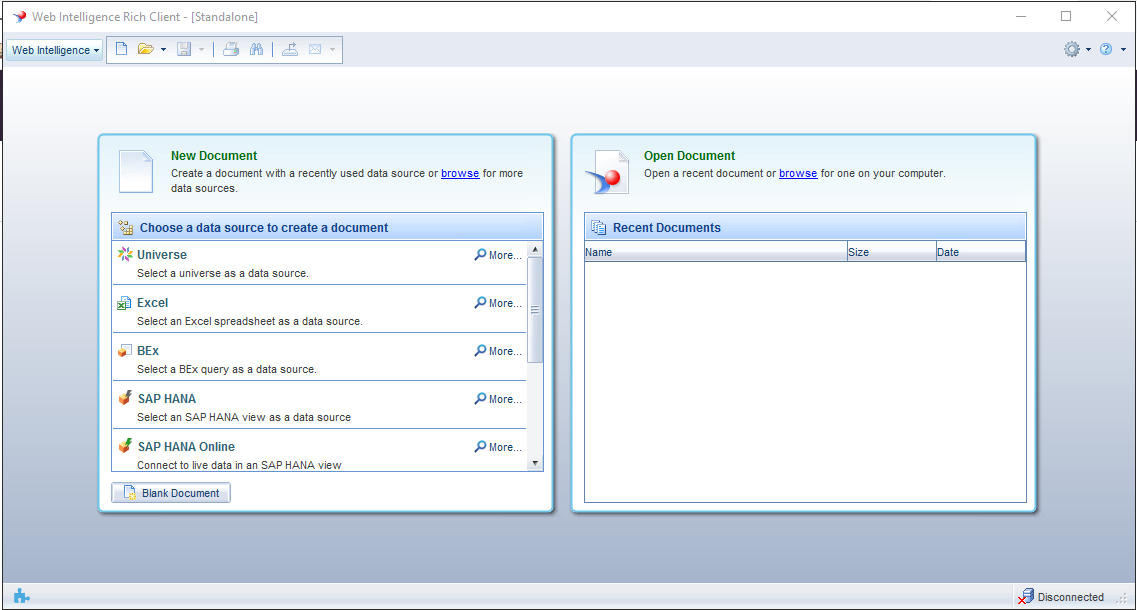 Web Intelligence Rich Client - [Standalone]
Web Intelligence
New Document
Create a document with a recently used data source or browse for more
data sources.
Choose a data source to create a document
Universe
More...
Select a universe as a data source.
Excel
More...
Select an Excel spreadsheet as a data source.
BEx
More...
Select a BEx query as a data source.
SAP HANA
More...
Select an SAP HANA view as a data source
SAP HANA Online
More...
Connect to live data in an SAP HANA view
Blank Document
Open Document
Open a recent document or browse for one on your computer.
Recent Documents
Name Size Date
Disconnected